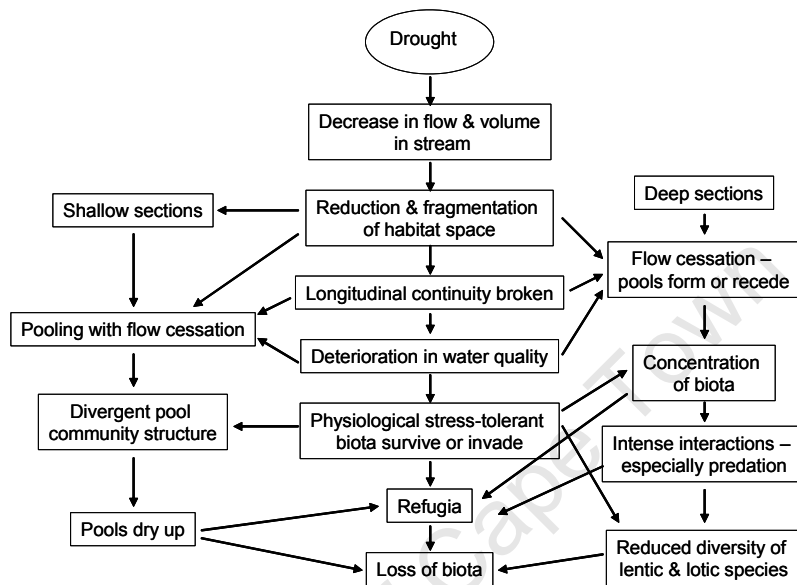 Drought
Decrease in flow & volume
in stream
Shallow sections
Reduction & fragmentation
of habitat space
Deep sections
Flow cessation –
pools form or recede
Longitudinal continuity broken
Pooling with flow cessation
Deterioration in water quality
Concentration
of biota
Divergent pool
community structure
Physiological stress-tolerant
biota survive or invade
Intense interactions –
especially predation
Refugia
Pools dry up
Loss of biota
Reduced diversity of
lentic & lotic species
Cape Town